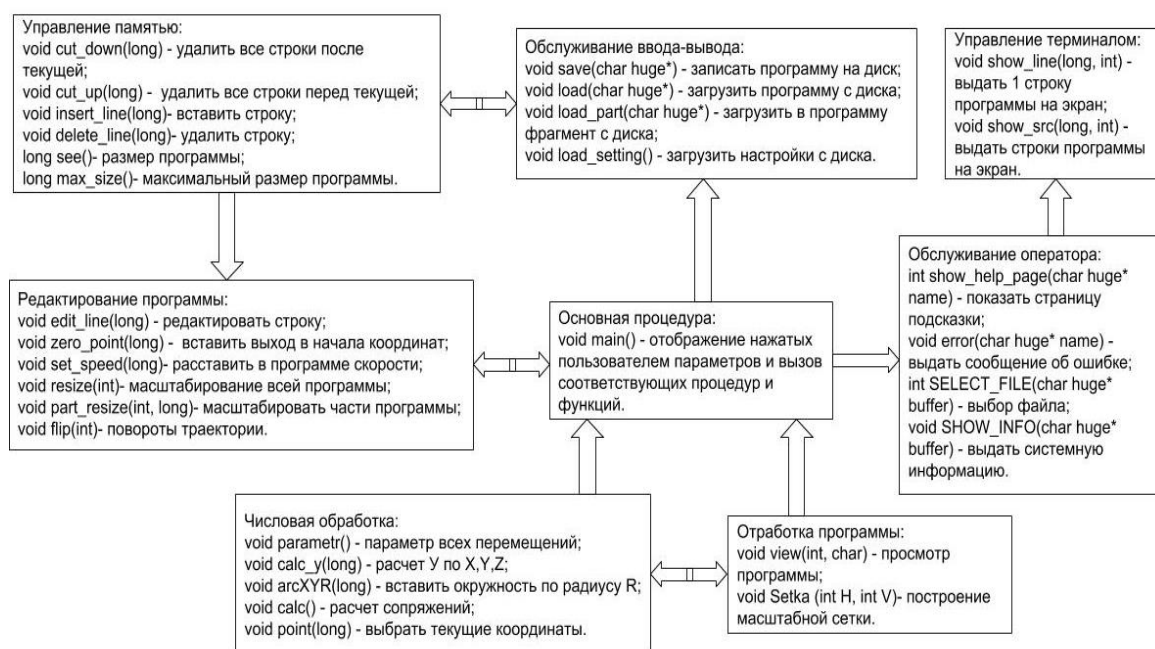 Управление памятью:
void cut_down(long) - удалить все строки после
текущей;
void cut_up(long) -  удалить все строки перед текущей;
void insert_line(long)- вставить строку;
void delete_line(long)- удалить строку;
long see()- размер программы;
long max_size()- максимальный размер программы.
Обслуживание ввода-вывода:
void save(char huge*) - записать программу на диск;
void load(char huge*) - загрузить программу с диска;
void load_part(char huge*) - загрузить в программу
фрагмент с диска;
void load_setting() - загрузить настройки с диска.
Управление терминалом:
void show_line(long, int) -
выдать 1 строку
программы на экран;
void show_src(long, int) -
выдать строки программы
на экран.
Редактирование программы:
void edit_line(long) - редактировать строку;
void zero_point(long) -  вставить выход в начала координат;
void set_speed(long)- расставить в программе скорости;
void resize(int)- масштабирование всей программы;
void part_resize(int, long)- масштабировать части программы;
void flip(int)- повороты траектории.
Основная процедура:
void main() - отображение нажатых
пользователем параметров и вызов
соответствующих процедур и
функций.
Обслуживание оператора:
int show_help_page(char huge*
name) - показать страницу
подсказки;
void error(char huge* name) -
выдать сообщение об ошибке;
int SELECT_FILE(char huge*
buffer) - выбор файла;
void SHOW_INFO(char huge*
buffer) - выдать системную
информацию.
Числовая обработка:
void parametr() - параметр всех перемещений;
void calc_y(long) - расчет У по X,Y,Z;
void arcXYR(long) - вставить окружность по радиусу R;
void calc() - расчет сопряжений;
void point(long) - выбрать текущие координаты.
Отработка программы:
void view(int, char) - просмотр
программы;
void Setka (int H, int V)- построение
масштабной сетки.